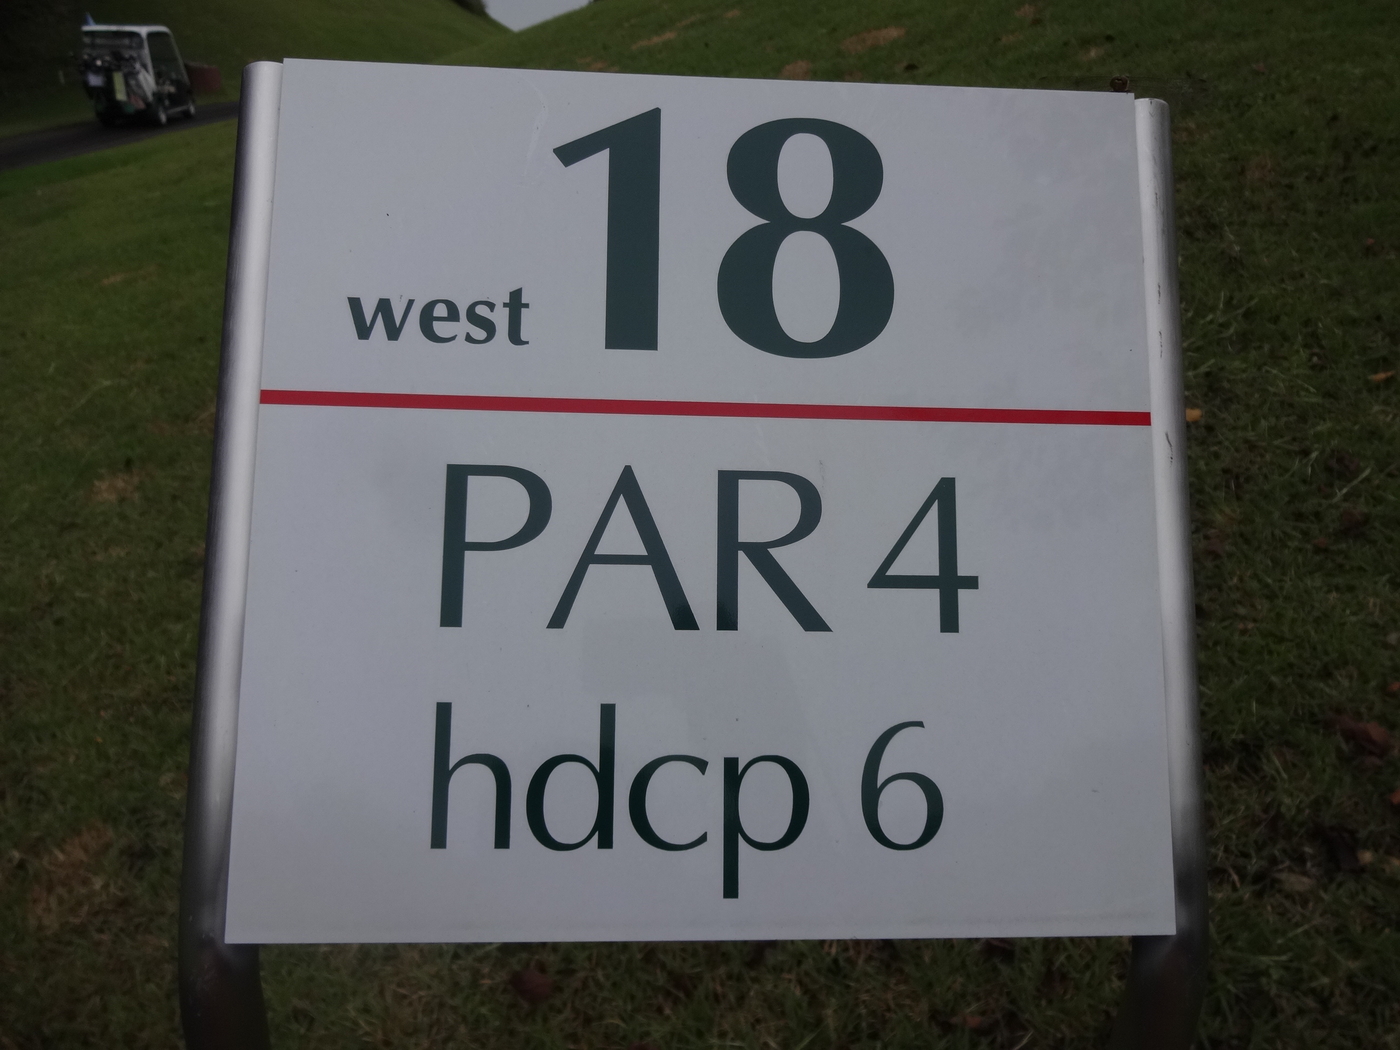 west 18
PAR 4
hdcp 6